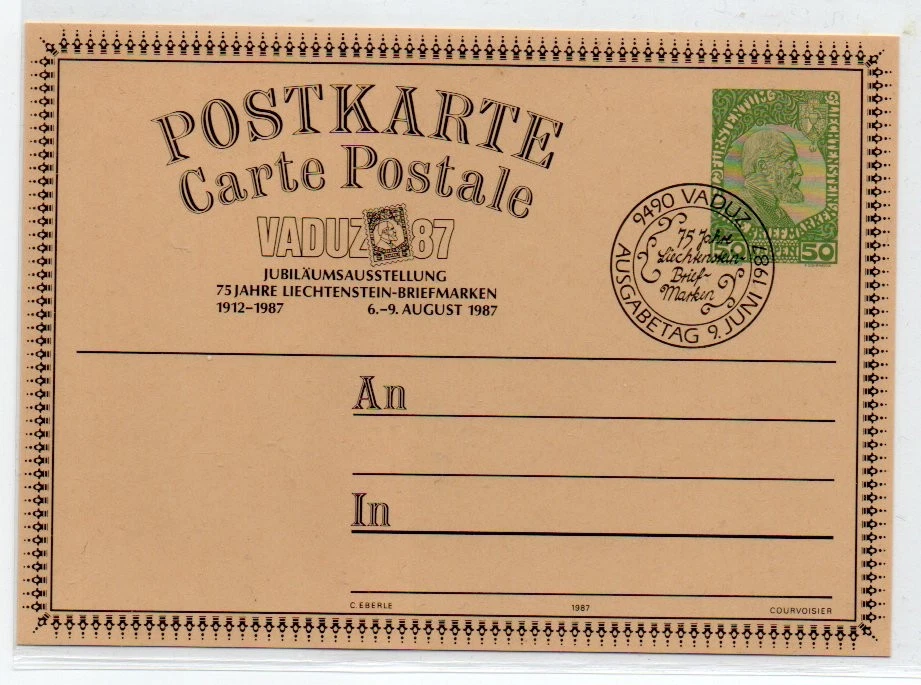 POSTKARTE
Carte Postale
VADUZ 87
JUBILÄUMSAUSSTELLUNG
75 JAHRE LIECHTENSTEIN-BRIEFMARKEN
1912–1987 6.–9. AUGUST 1987
FÜRSTENTUM
LIECHTENSTEIN
BRIEFMARKEN
50
9490 VADUZ
75 Jahre
Liechtenstein-
Brief-
Marken
AUSGABETAG 9. JUNI 1987
An
In
C. EBERLE 1987 COURVOISIER